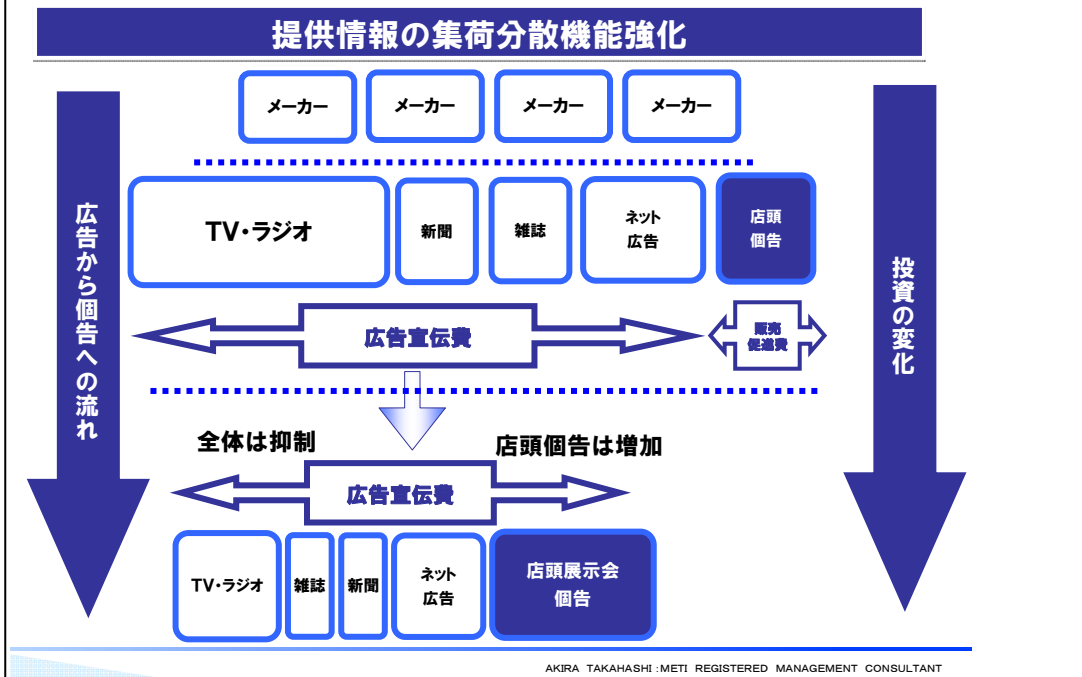 提供情報の集荷分散機能強化
メーカー
メーカー
メーカー
メーカー
広告から個告への流れ
投資の変化
TV・ラジオ
新聞
雑誌
ネット
広告
店頭
個告
広告宣伝費
販売
促進費
全体は抑制
店頭個告は増加
広告宣伝費
TV・ラジオ
雑誌
新聞
ネット
広告
店頭展示会
個告
AKIRA TAKAHASHI:METI REGISTERED MANAGEMENT CONSULTANT